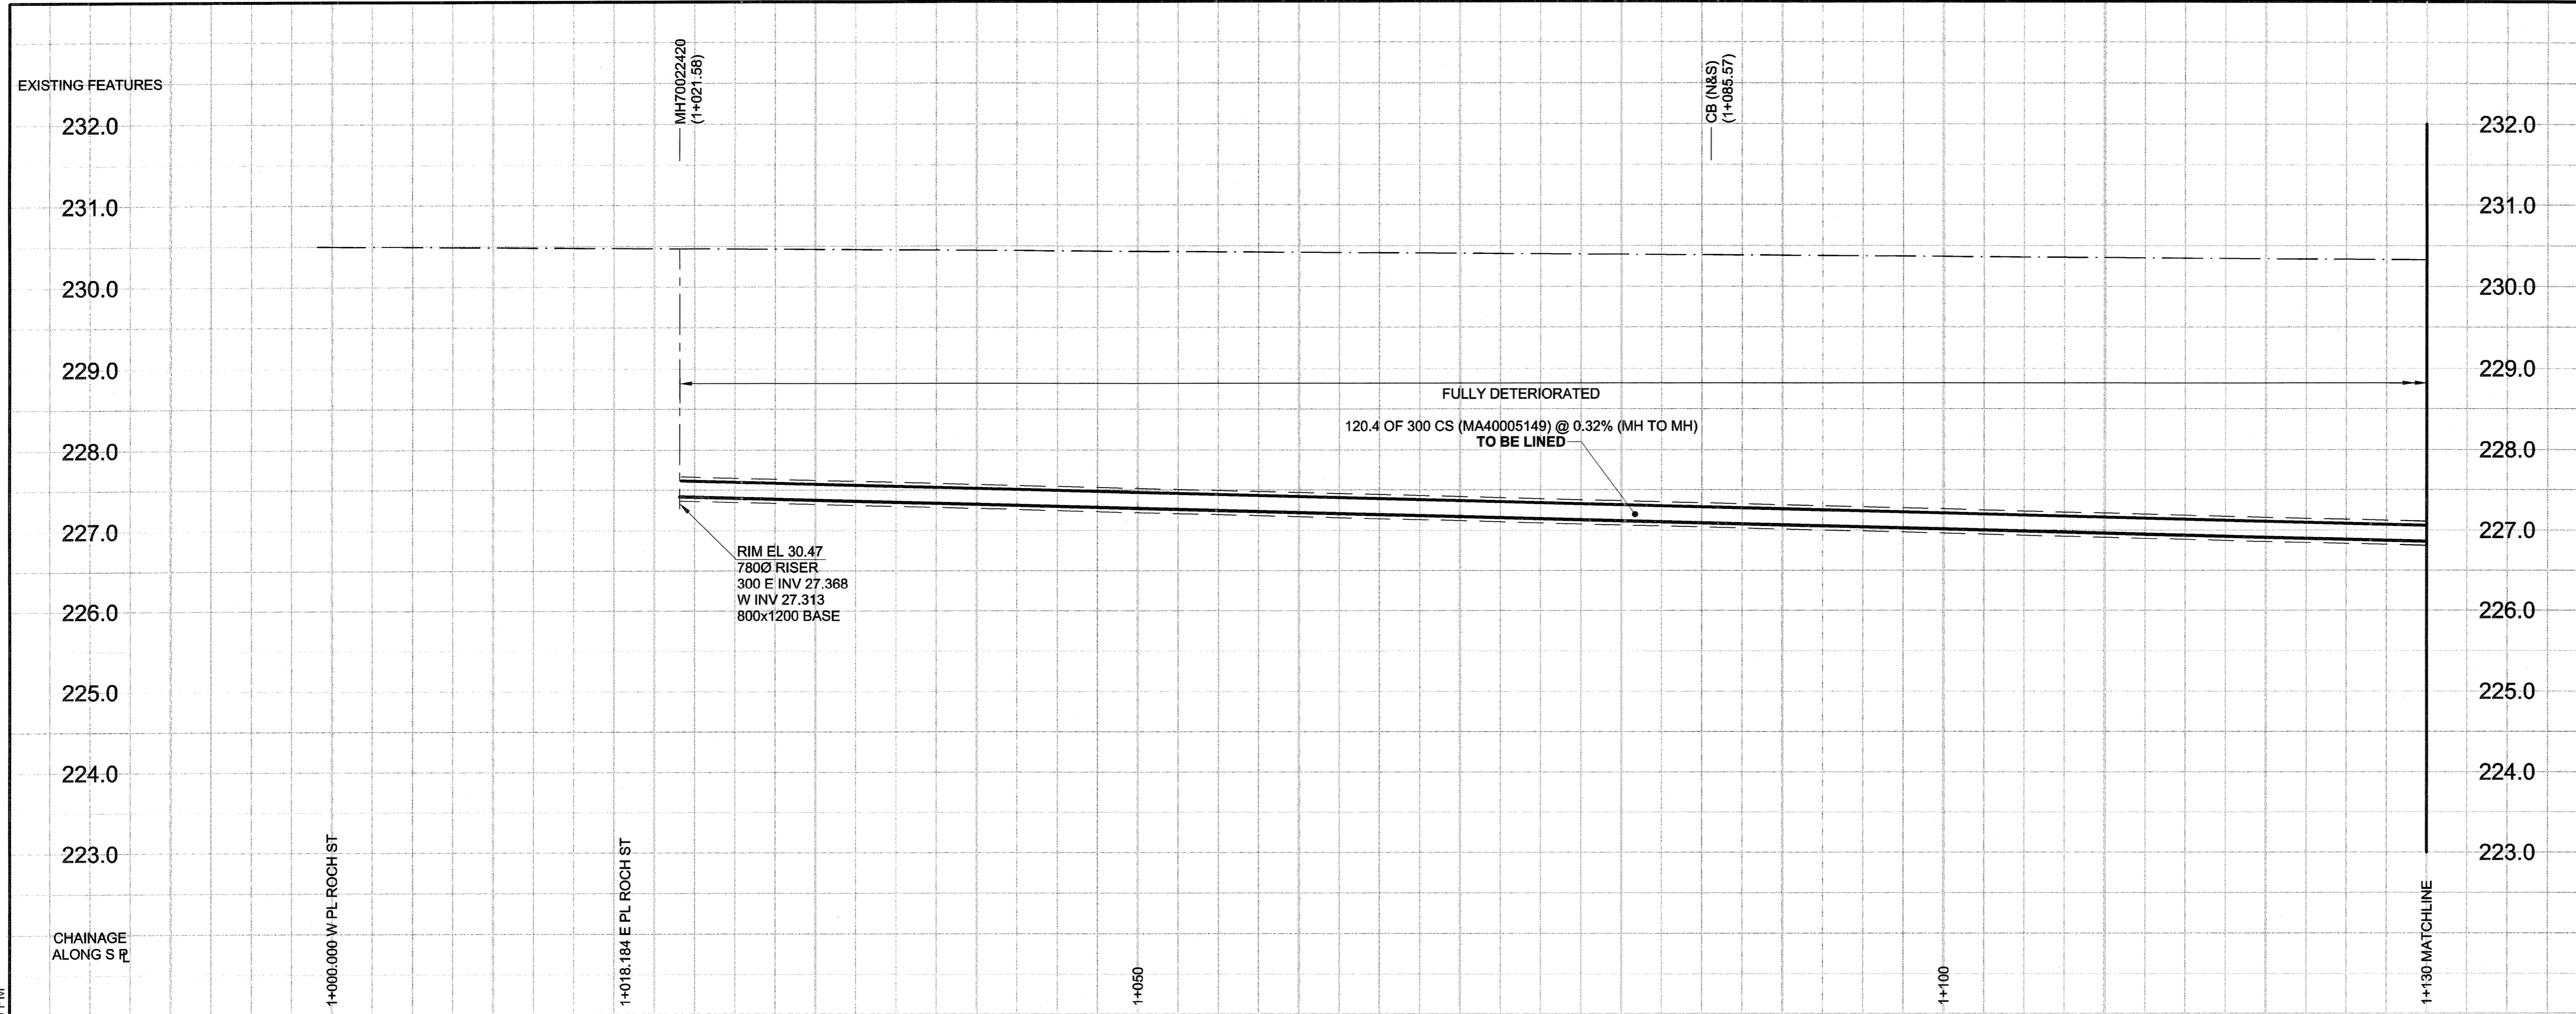 EXISTING FEATURES
MH70022420
(1+021.58)
CB (N&S)
(1+085.57)
232.0
232.0
231.0
231.0
230.0
230.0
229.0
229.0
FULLY DETERIORATED
120.4 OF 300 CS (MA40005149) @ 0.32% (MH TO MH)
TO BE LINED
228.0
228.0
227.0
227.0
RIM EL 30.47
780Ø RISER
300 E INV 27.368
W INV 27.313
800x1200 BASE
226.0
226.0
225.0
225.0
224.0
224.0
223.0
223.0
CHAINAGE
ALONG S PL
1+000.000 W PL ROCH ST
1+018.184 E PL ROCH ST
1+050
1+100
1+130 MATCHLINE